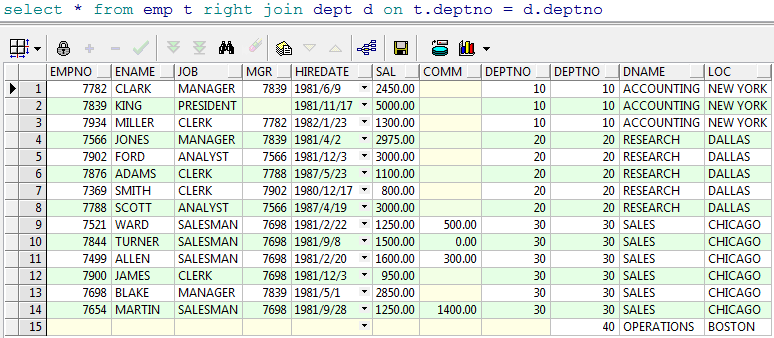 select * from emp t right join dept d on t.deptno = d.deptno
EMPNO ENAME JOB MGR HIREDATE SAL COMM DEPTNO DEPTNO DNAME LOC
1 7782 CLARK MANAGER 7839 1981/6/9 2450.00 10 10 ACCOUNTING NEW YORK
2 7839 KING PRESIDENT 1981/11/17 5000.00 10 10 ACCOUNTING NEW YORK
3 7934 MILLER CLERK 7782 1982/1/23 1300.00 10 10 ACCOUNTING NEW YORK
4 7566 JONES MANAGER 7839 1981/4/2 2975.00 20 20 RESEARCH DALLAS
5 7902 FORD ANALYST 7566 1981/12/3 3000.00 20 20 RESEARCH DALLAS
6 7876 ADAMS CLERK 7788 1987/5/23 1100.00 20 20 RESEARCH DALLAS
7 7369 SMITH CLERK 7902 1980/12/17 800.00 20 20 RESEARCH DALLAS
8 7788 SCOTT ANALYST 7566 1987/4/19 3000.00 20 20 RESEARCH DALLAS
9 7521 WARD SALESMAN 7698 1981/2/22 1250.00 500.00 30 30 SALES CHICAGO
10 7844 TURNER SALESMAN 7698 1981/9/8 1500.00 0.00 30 30 SALES CHICAGO
11 7499 ALLEN SALESMAN 7698 1981/2/20 1600.00 300.00 30 30 SALES CHICAGO
12 7900 JAMES CLERK 7698 1981/12/3 950.00 30 30 SALES CHICAGO
13 7698 BLAKE MANAGER 7839 1981/5/1 2850.00 30 30 SALES CHICAGO
14 7654 MARTIN SALESMAN 7698 1981/9/28 1250.00 1400.00 30 30 SALES CHICAGO
15 40 OPERATIONS BOSTON